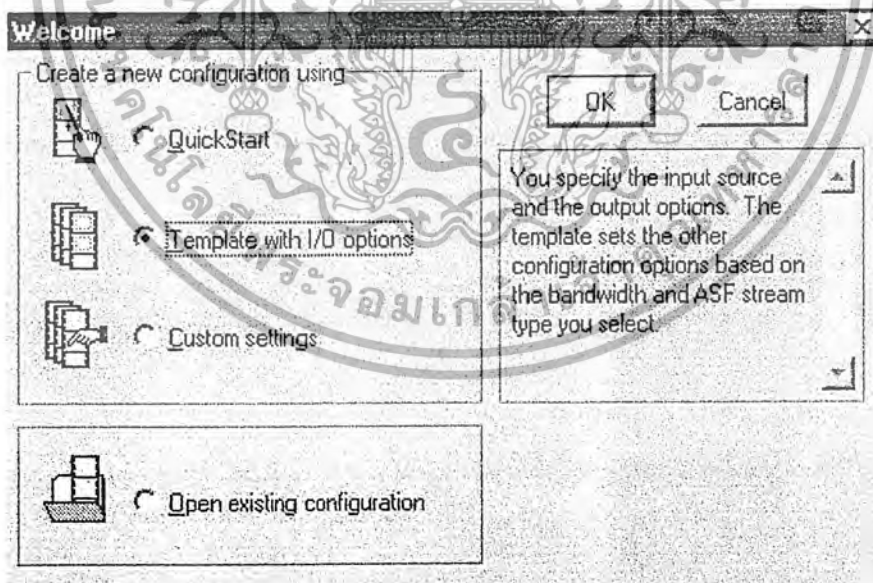 Welcome
Create a new configuration using
QuickStart
Template with I/O options
Custom settings
Open existing configuration
OK
Cancel
You specify the input source
and the output options. The
template sets the other
configuration options based on
the bandwidth and ASF stream
type you select.